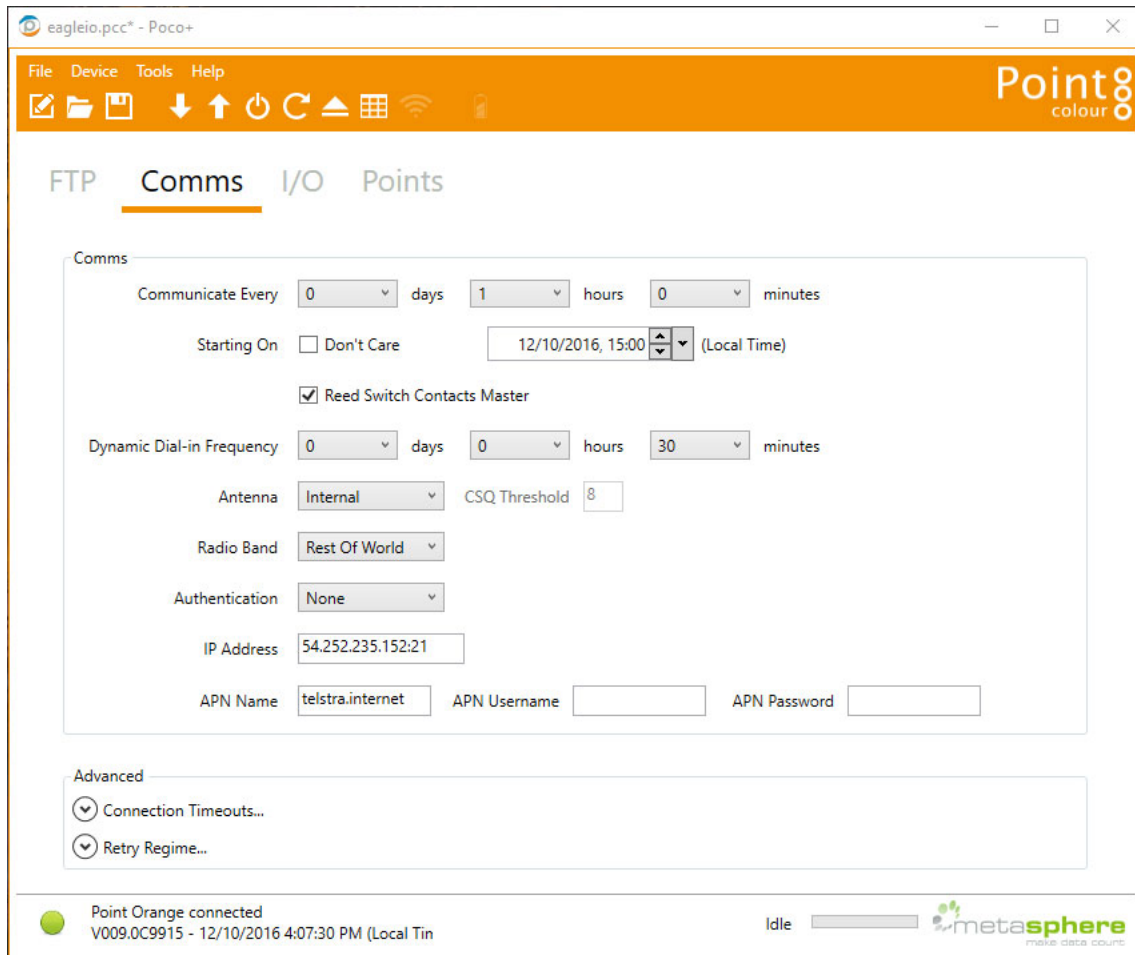 eagleio.pcc* - Poco+
File Device Tools Help
Point
colour
FTP Comms I/O Points
Comms
Communicate Every 0 days 1 hours 0 minutes
Starting On Don't Care 12/10/2016, 15:00 (Local Time)
Reed Switch Contacts Master
Dynamic Dial-in Frequency 0 days 0 hours 30 minutes
Antenna Internal CSQ Threshold 8
Radio Band Rest Of World
Authentication None
IP Address 54.252.235.152:21
APN Name telstra.internet APN Username APN Password
Advanced
Connection Timeouts...
Retry Regime...
Point Orange connected
V009.0C9915 - 12/10/2016 4:07:30 PM (Local Tin
Idle
metasphere
make data count